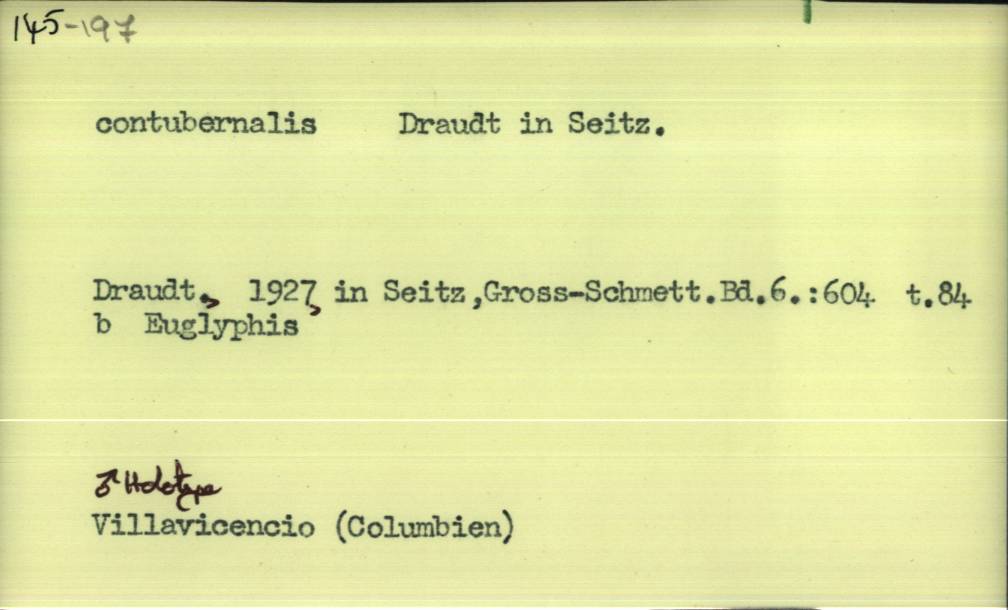 145-197
contubernalis Draudt in Seitz.
Draudt., 1927, in Seitz,Gross-Schmett.Bd.6.:604 t.84
b Euglyphis
♂ Holotype
Villavicencio (Columbien)